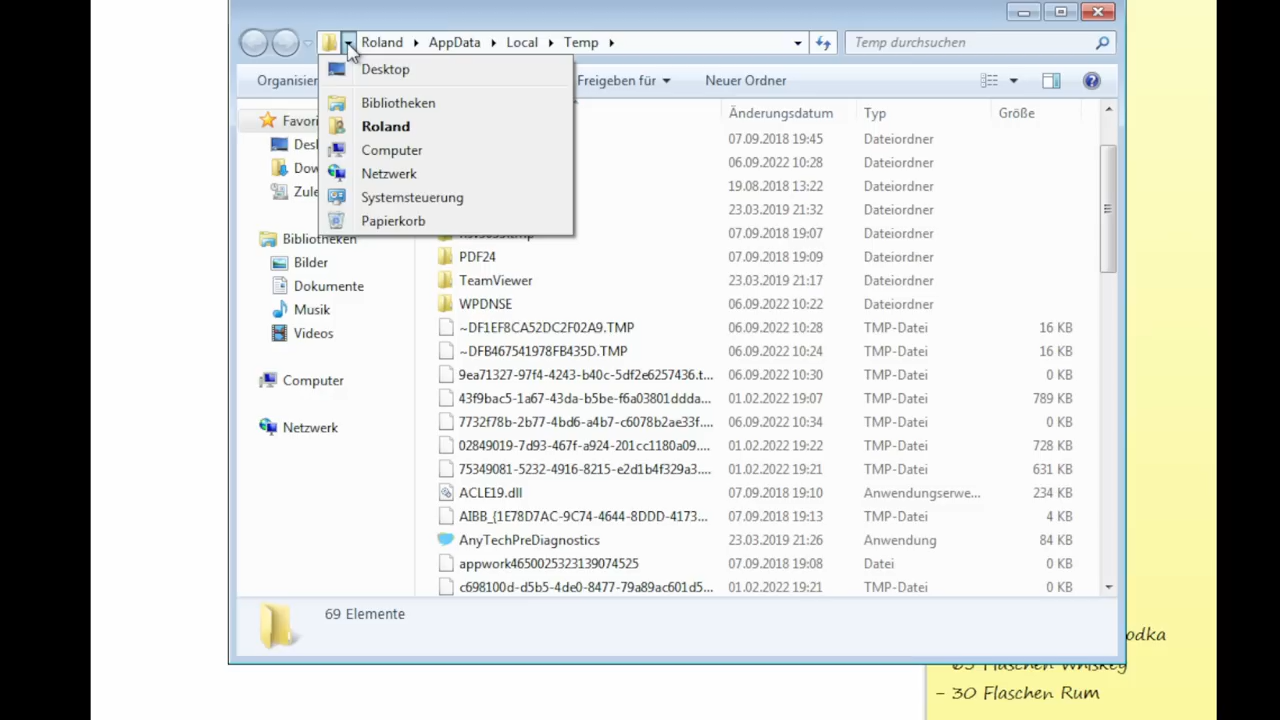 Roland AppData Local Temp
Temp durchsuchen
Freigeben für
Neuer Ordner
Desktop
Bibliotheken
Roland
Computer
Netzwerk
Systemsteuerung
Papierkorb
Bibliotheken
Bilder
Dokumente
Musik
Videos
Computer
Netzwerk
Änderungsdatum Typ Größe
07.09.2018 19:45 Dateiordner
06.09.2022 10:28 Dateiordner
19.08.2018 13:22 Dateiordner
23.03.2019 21:32 Dateiordner
07.09.2018 19:07 Dateiordner
PDF24 07.09.2018 19:09 Dateiordner
TeamViewer 23.03.2019 21:17 Dateiordner
WPDNSE 06.09.2022 10:22 Dateiordner
~DF1EF8CA52DC2F02A9.TMP 06.09.2022 10:28 TMP-Datei 16 KB
~DFB467541978FB435D.TMP 06.09.2022 10:24 TMP-Datei 16 KB
9ea71327-97f4-4243-b40c-5df2e6257436.t... 06.09.2022 10:30 TMP-Datei 0 KB
43f9bac5-1a67-43da-b5be-f6a03801ddda... 01.02.2022 19:07 TMP-Datei 789 KB
7732f78b-2b77-4bd6-a4b7-c6078b2ae33f.... 06.09.2022 10:34 TMP-Datei 0 KB
02849019-7d93-467f-a924-201cc1180a09.... 01.02.2022 19:22 TMP-Datei 728 KB
75349081-5232-4916-8215-e2d1b4f329a3.... 01.02.2022 19:21 TMP-Datei 631 KB
ACLE19.dll 07.09.2018 19:10 Anwendungserwe... 234 KB
AIBB_{1E78D7AC-9C74-4644-8DDD-4173... 07.09.2018 19:13 TMP-Datei 4 KB
AnyTechPreDiagnostics 23.03.2019 21:26 Anwendung 84 KB
appwork4650025323139074525 07.09.2018 19:08 Datei 0 KB
c698100d-d5b5-4de0-8477-79a89ac601d5... 01.02.2022 19:21 TMP-Datei 0 KB
69 Elemente
Flaschen Whiskey
- 30 Flaschen Rum